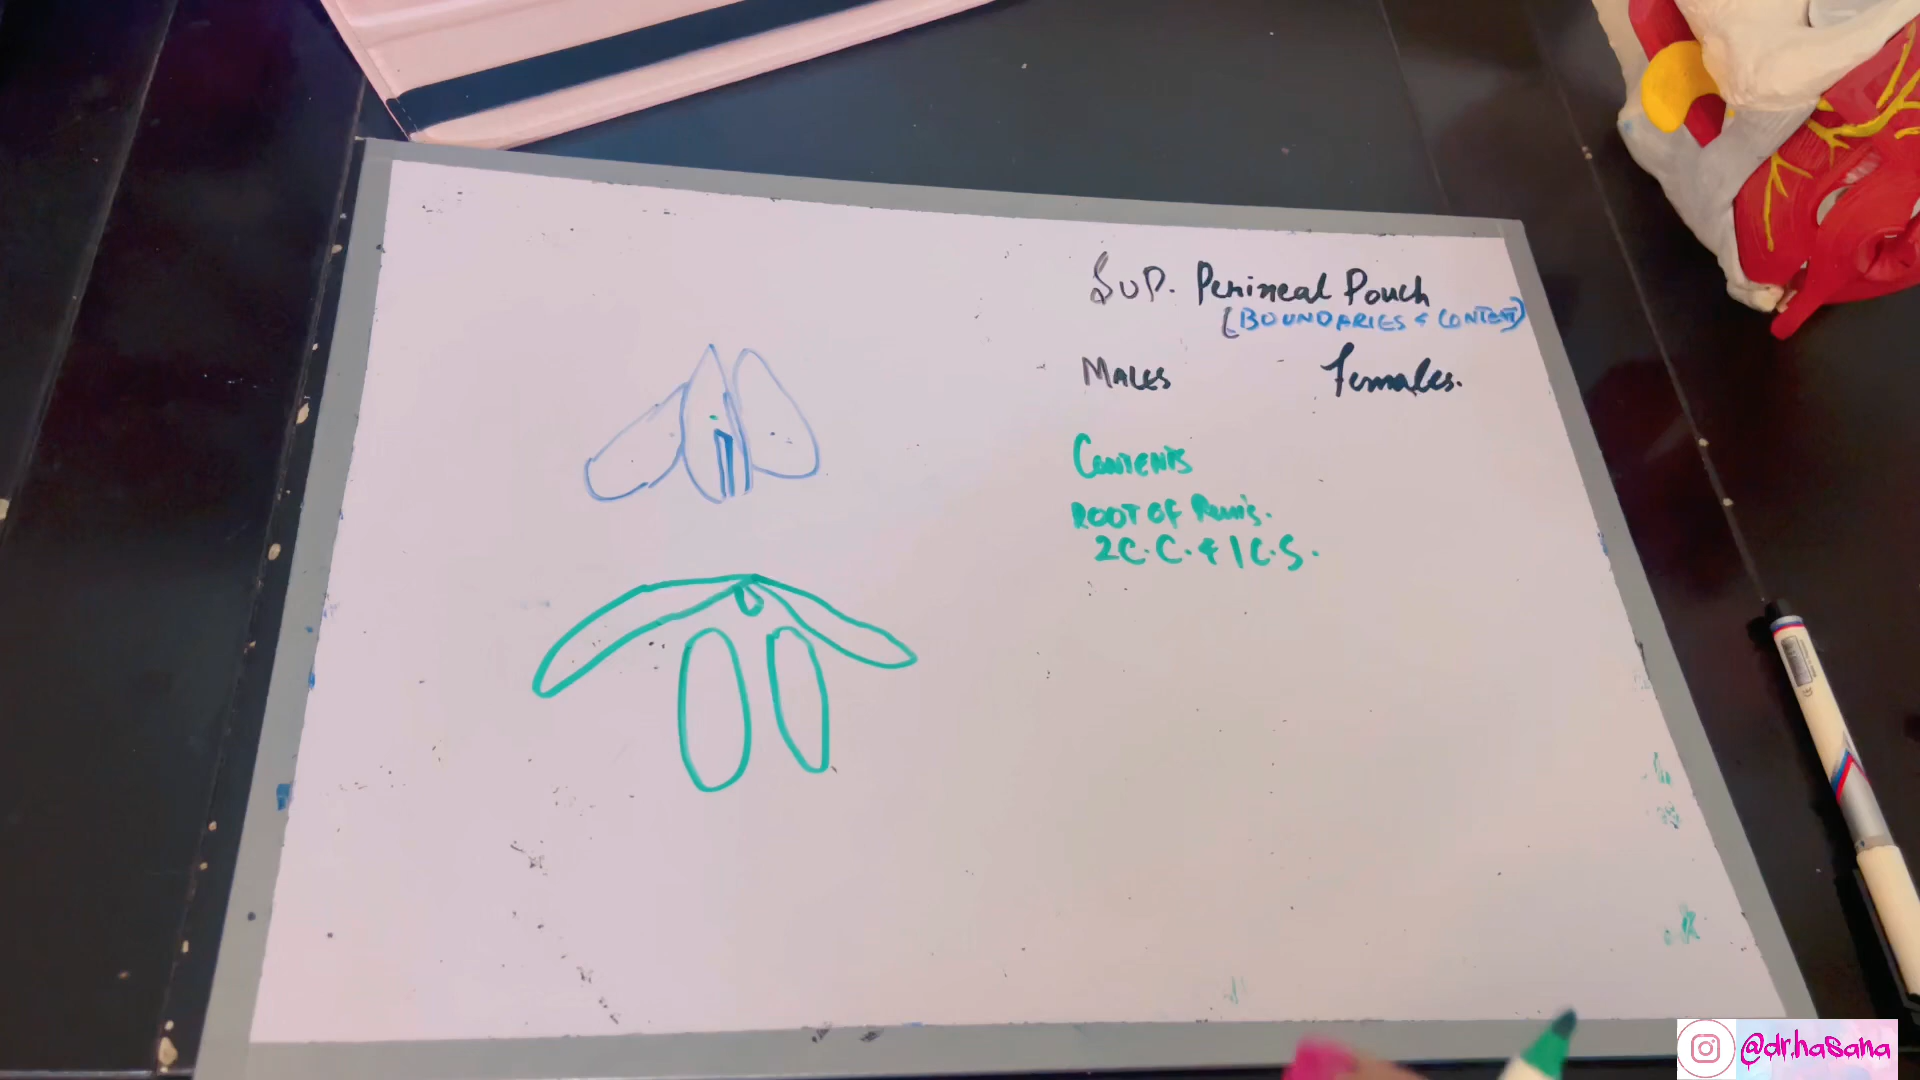 SUP. Perineal Pouch
(BOUNDARIES & CONTENT)
MALES
Females.
CONTENTS
ROOT OF Penis.
2C.C. & 1C.S.
@dr.hasana